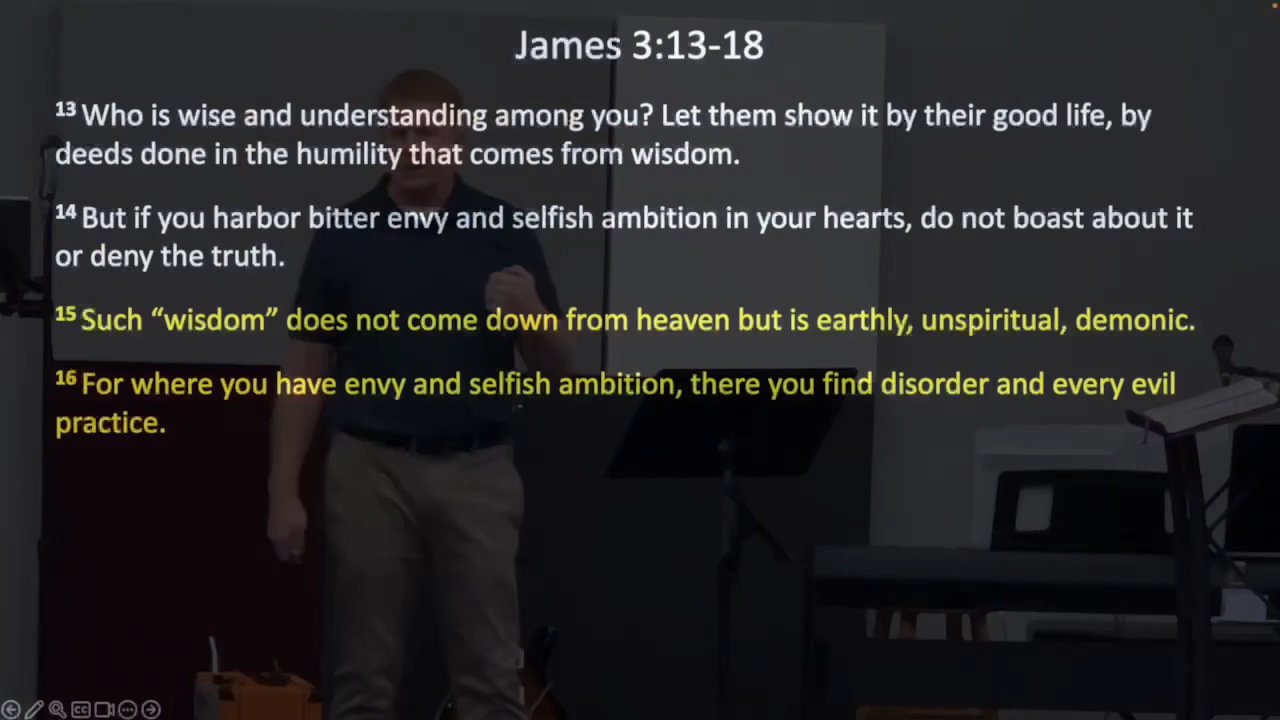 James 3:13-18
13 Who is wise and understanding among you? Let them show it by their good life, by
deeds done in the humility that comes from wisdom.
14 But if you harbor bitter envy and selfish ambition in your hearts, do not boast about it
or deny the truth.
15 Such “wisdom” does not come down from heaven but is earthly, unspiritual, demonic.
16 For where you have envy and selfish ambition, there you find disorder and every evil
practice.
CC